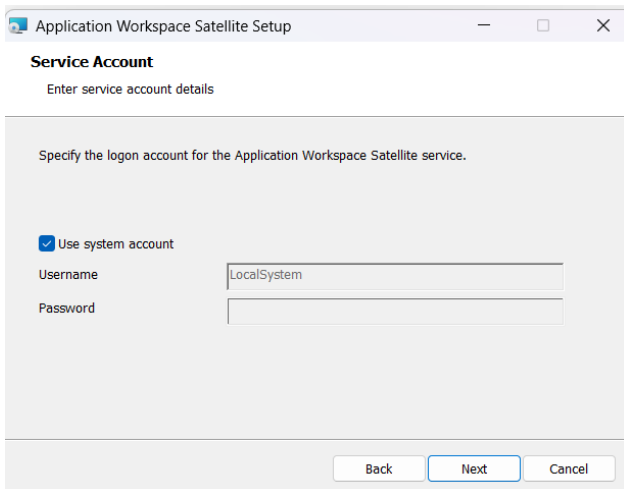 Application Workspace Satellite Setup
Service Account
Enter service account details
Specify the logon account for the Application Workspace Satellite service.
Use system account
Username LocalSystem
Password
Back Next Cancel